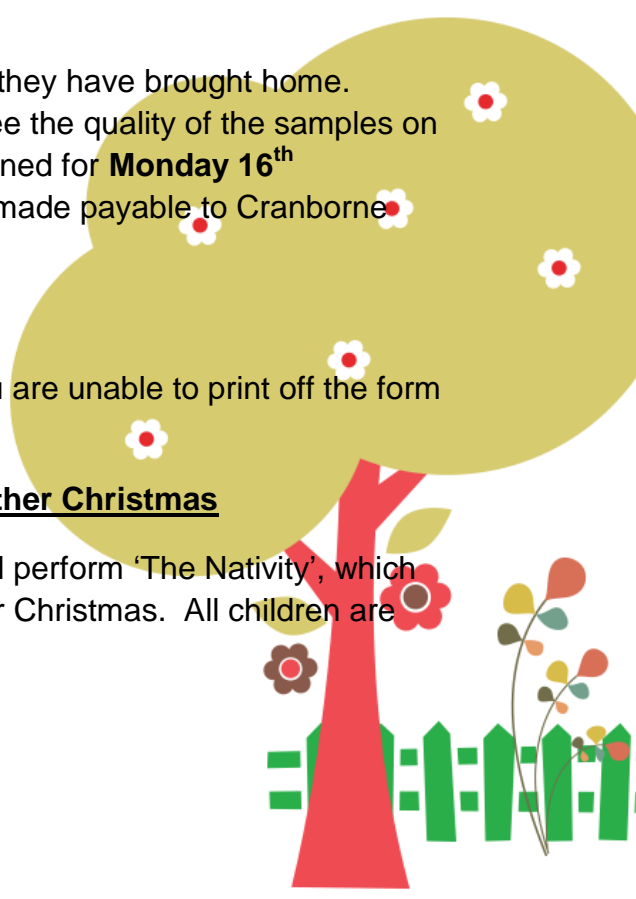 they have brought home.
ee the quality of the samples on
ned for Monday 16th
made payable to Cranborne
are unable to print off the form
ther Christmas
perform ‘The Nativity’, which
r Christmas.  All children are